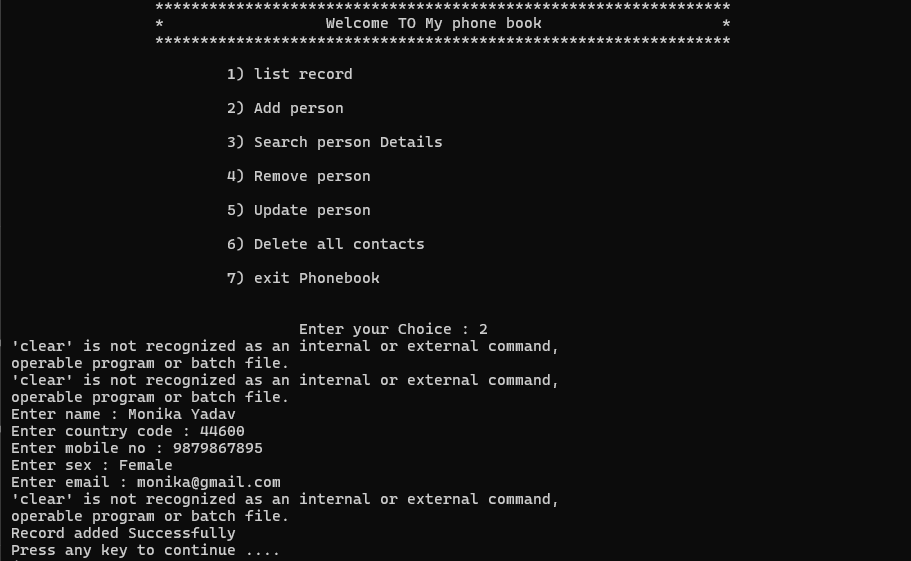 ****************************************************************
* Welcome TO My phone book *
****************************************************************
1) list record
2) Add person
3) Search person Details
4) Remove person
5) Update person
6) Delete all contacts
7) exit Phonebook
Enter your Choice : 2
'clear' is not recognized as an internal or external command,
operable program or batch file.
'clear' is not recognized as an internal or external command,
operable program or batch file.
Enter name : Monika Yadav
Enter country code : 44600
Enter mobile no : 9879867895
Enter sex : Female
Enter email : monika@gmail.com
'clear' is not recognized as an internal or external command,
operable program or batch file.
Record added Successfully
Press any key to continue ....